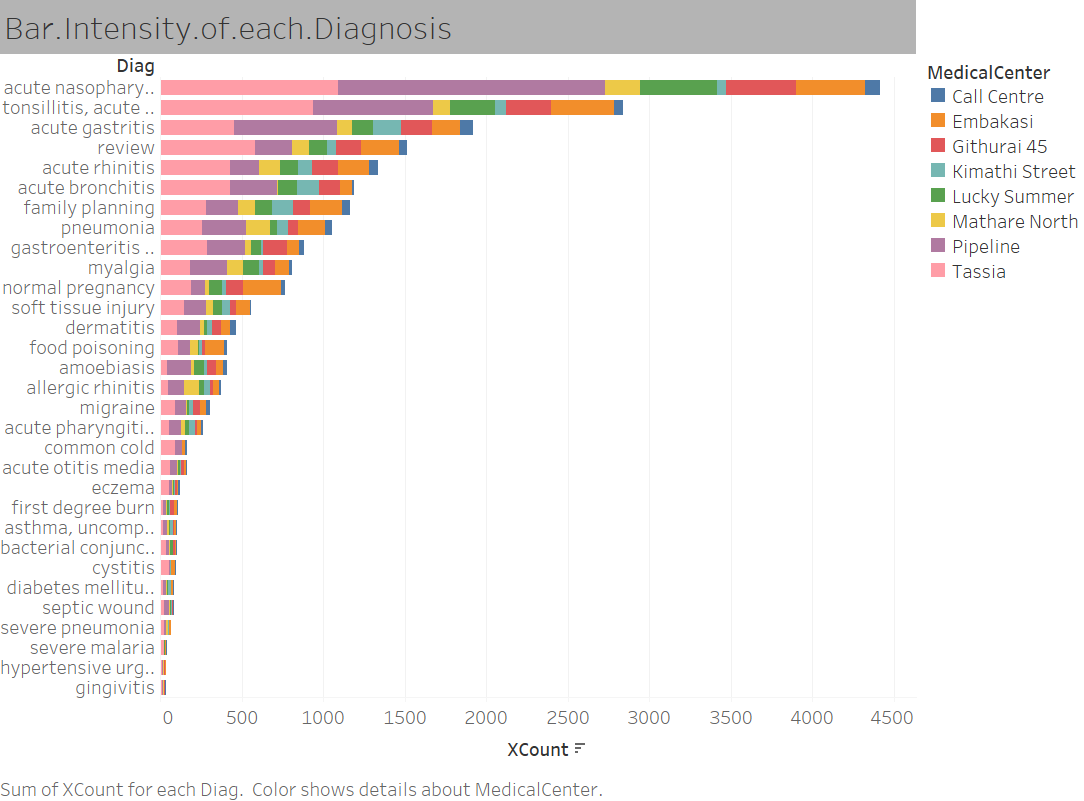 Bar.Intensity.of.each.Diagnosis
Diag
acute nasophary..
tonsillitis, acute ..
acute gastritis
review
acute rhinitis
acute bronchitis
family planning
pneumonia
gastroenteritis ..
myalgia
normal pregnancy
soft tissue injury
dermatitis
food poisoning
amoebiasis
allergic rhinitis
migraine
acute pharyngiti..
common cold
acute otitis media
eczema
first degree burn
asthma, uncomp..
bacterial conjunc..
cystitis
diabetes mellitu..
septic wound
severe pneumonia
severe malaria
hypertensive urg..
gingivitis
0 500 1000 1500 2000 2500 3000 3500 4000 4500
XCount
MedicalCenter
Call Centre
Embakasi
Githurai 45
Kimathi Street
Lucky Summer
Mathare North
Pipeline
Tassia
Sum of XCount for each Diag. Color shows details about MedicalCenter.